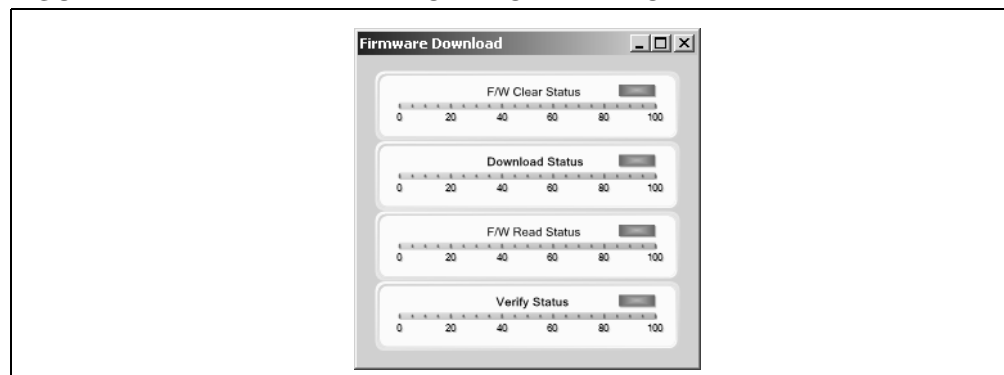 Firmware Download
F/W Clear Status
0 20 40 60 80 100
Download Status
0 20 40 60 80 100
F/W Read Status
0 20 40 60 80 100
Verify Status
0 20 40 60 80 100